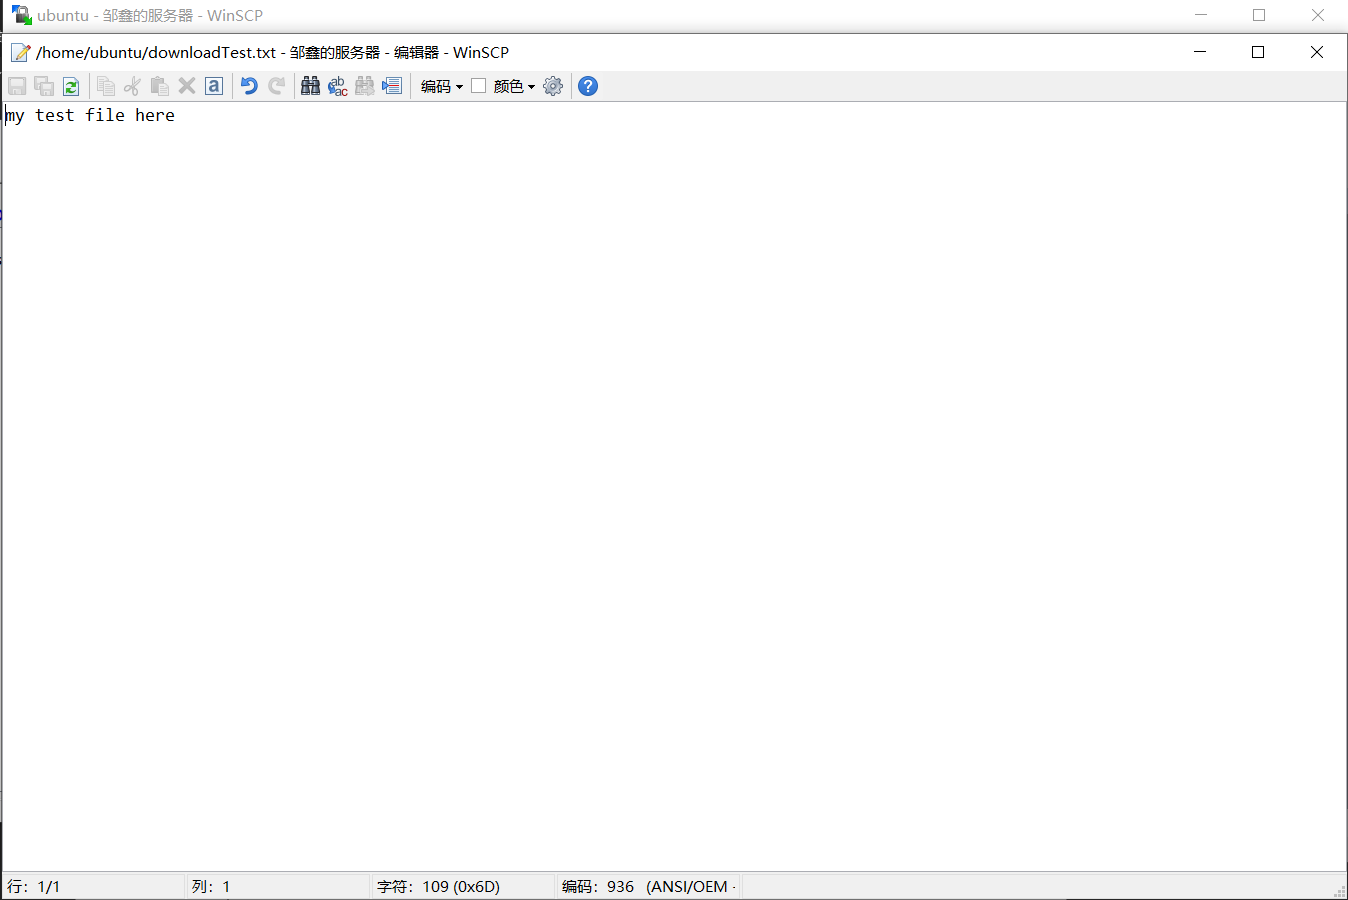 ubuntu - 邹鑫的服务器 - WinSCP
/home/ubuntu/downloadTest.txt - 邹鑫的服务器 - 编辑器 - WinSCP
编码 颜色
my test file here
行: 1/1 列: 1 字符: 109 (0x6D) 编码: 936 (ANSI/OEM -